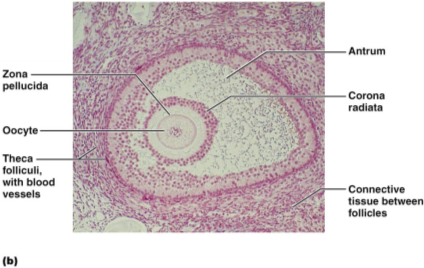 Zona
pellucida
Oocyte
Theca
folliculi,
with blood
vessels
Antrum
Corona
radiata
Connective
tissue between
follicles
(b)